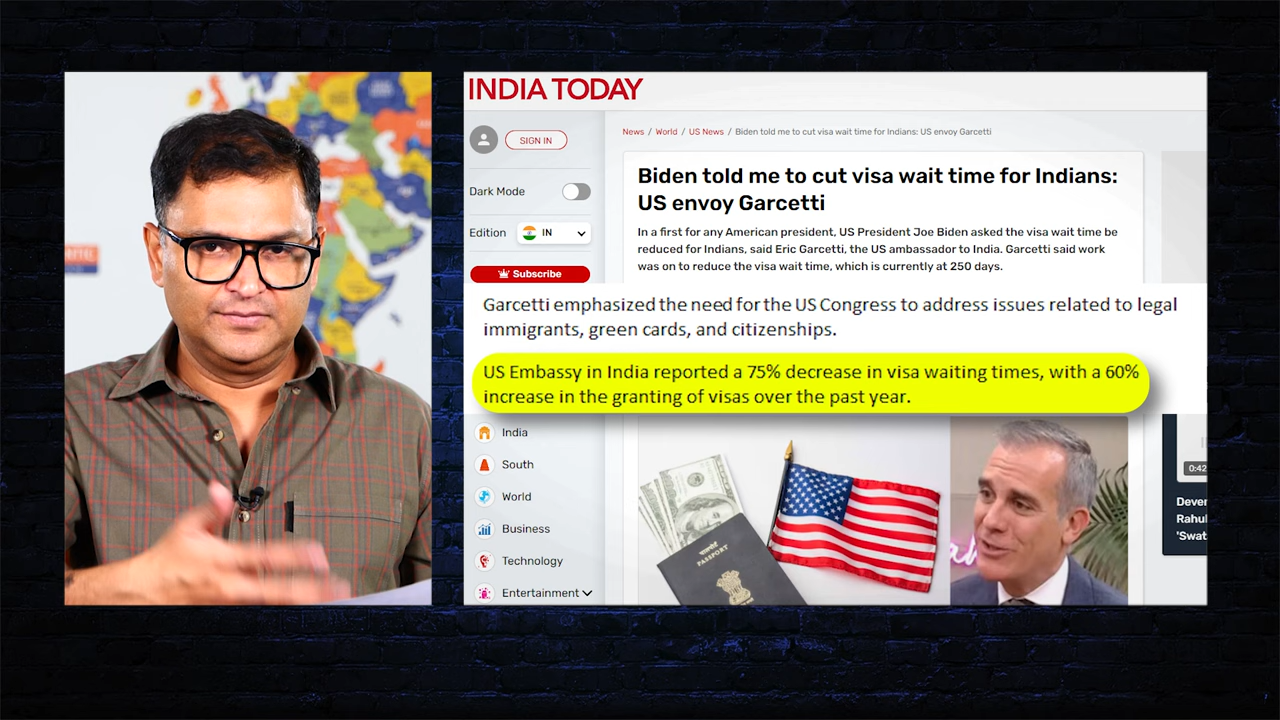 INDIA TODAY
SIGN IN
Dark Mode
Edition
IN
Subscribe
News / World / US News / Biden told me to cut visa wait time for Indians: US envoy Garcetti
Biden told me to cut visa wait time for Indians:
US envoy Garcetti
In a first for any American president, US President Joe Biden asked the visa wait time be
reduced for Indians, said Eric Garcetti, the US ambassador to India. Garcetti said work
was on to reduce the visa wait time, which is currently at 250 days.
Garcetti emphasized the need for the US Congress to address issues related to legal
immigrants, green cards, and citizenships.
US Embassy in India reported a 75% decrease in visa waiting times, with a 60%
increase in the granting of visas over the past year.
India
South
World
Business
Technology
Entertainment
PASSPORT
0:42
Dever
Rahul
'Swat